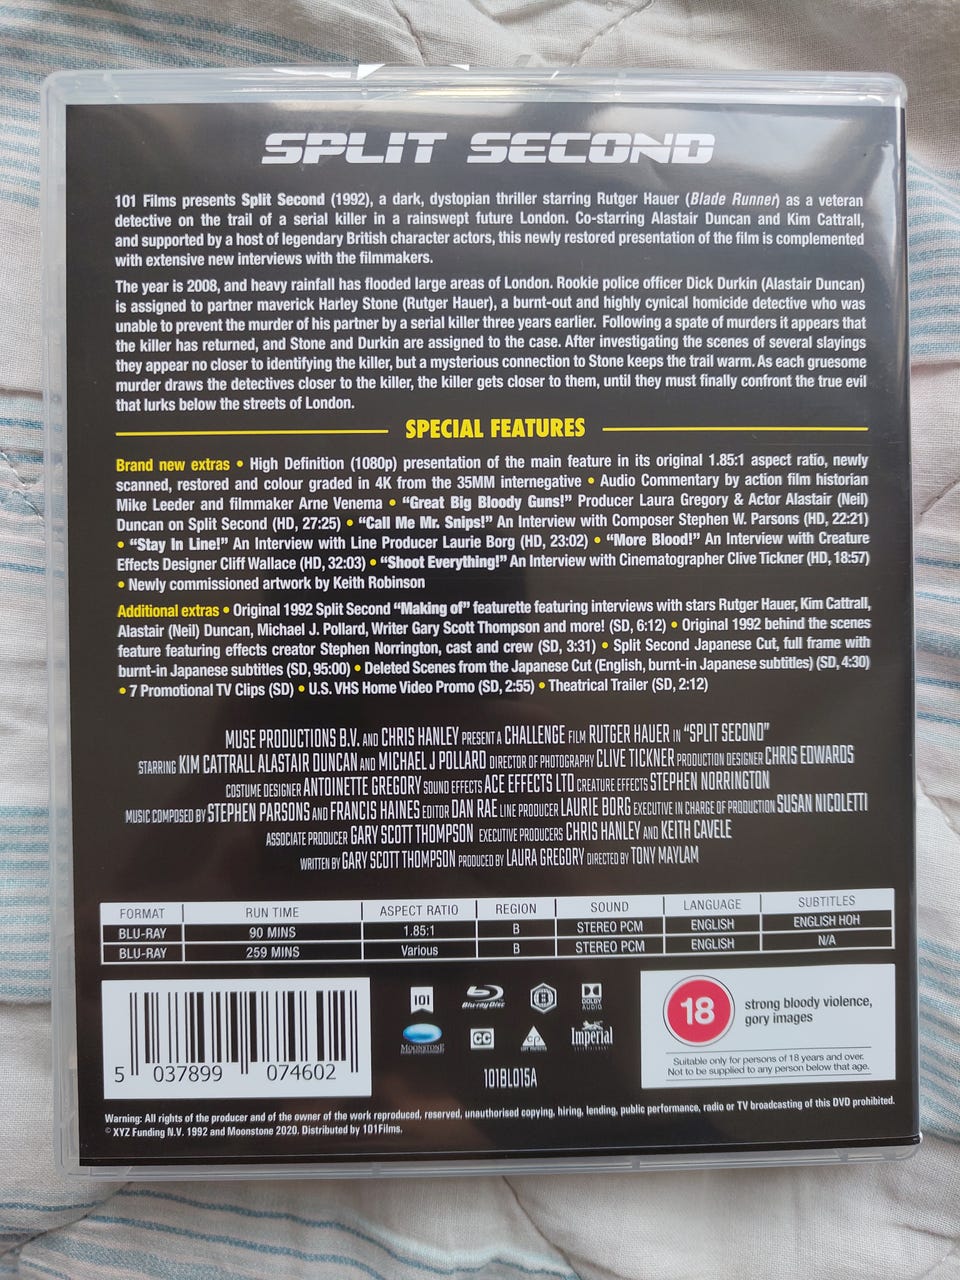 SPLIT SECOND
101 Films presents Split Second (1992), a dark, dystopian thriller starring Rutger Hauer (Blade Runner) as a veteran
detective on the trail of a serial killer in a rainswept future London. Co-starring Alastair Duncan and Kim Cattrall,
and supported by a host of legendary British character actors, this newly restored presentation of the film is complemented
with extensive new interviews with the filmmakers.
The year is 2008, and heavy rainfall has flooded large areas of London. Rookie police officer Dick Durkin (Alastair Duncan)
is assigned to partner maverick Harley Stone (Rutger Hauer), a burnt-out and highly cynical homicide detective who was
unable to prevent the murder of his partner by a serial killer three years earlier. Following a spate of murders it appears that
the killer has returned, and Stone and Durkin are assigned to the case. After investigating the scenes of several slayings
they appear no closer to identifying the killer, but a mysterious connection to Stone keeps the trail warm. As each gruesome
murder draws the detectives closer to the killer, the killer gets closer to them, until they must finally confront the true evil
that lurks below the streets of London.
SPECIAL FEATURES
Brand new extras • High Definition (1080p) presentation of the main feature in its original 1.85:1 aspect ratio, newly
scanned, restored and colour graded in 4K from the 35MM internegative • Audio Commentary by action film historian
Mike Leeder and filmmaker Arne Venema • “Great Big Bloody Guns!” Producer Laura Gregory & Actor Alastair (Neil)
Duncan on Split Second (HD, 27:25) • “Call Me Mr. Snips!” An Interview with Composer Stephen W. Parsons (HD, 22:21)
• “Stay In Line!” An Interview with Line Producer Laurie Borg (HD, 23:02) • “More Blood!” An Interview with Creature
Effects Designer Cliff Wallace (HD, 32:03) • “Shoot Everything!” An Interview with Cinematographer Clive Tickner (HD, 18:57)
• Newly commissioned artwork by Keith Robinson
Additional extras • Original 1992 Split Second “Making of” featurette featuring interviews with stars Rutger Hauer, Kim Cattrall,
Alastair (Neil) Duncan, Michael J. Pollard, Writer Gary Scott Thompson and more! (SD, 6:12) • Original 1992 behind the scenes
feature featuring effects creator Stephen Norrington, cast and crew (SD, 3:31) • Split Second Japanese Cut, full frame with
burnt-in Japanese subtitles (SD, 95:00) • Deleted Scenes from the Japanese Cut (English, burnt-in Japanese subtitles) (SD, 4:30)
• 7 Promotional TV Clips (SD) • U.S. VHS Home Video Promo (SD, 2:55) • Theatrical Trailer (SD, 2:12)
MUSE PRODUCTIONS B.V. AND CHRIS HANLEY PRESENT A CHALLENGE FILM RUTGER HAUER IN “SPLIT SECOND”
STARRING KIM CATTRALL ALASTAIR DUNCAN AND MICHAEL J POLLARD DIRECTOR OF PHOTOGRAPHY CLIVE TICKNER PRODUCTION DESIGNER CHRIS EDWARDS
COSTUME DESIGNER ANTOINETTE GREGORY SOUND EFFECTS ACE EFFECTS LTD CREATURE EFFECTS STEPHEN NORRINGTON
MUSIC COMPOSED BY STEPHEN PARSONS AND FRANCIS HAINES EDITOR DAN RAE LINE PRODUCER LAURIE BORG EXECUTIVE IN CHARGE OF PRODUCTION SUSAN NICOLETTI
ASSOCIATE PRODUCER GARY SCOTT THOMPSON EXECUTIVE PRODUCERS CHRIS HANLEY AND KEITH CAVELE
WRITTEN BY GARY SCOTT THOMPSON PRODUCED BY LAURA GREGORY DIRECTED BY TONY MAYLAM
FORMAT RUN TIME ASPECT RATIO REGION SOUND LANGUAGE SUBTITLES
BLU-RAY 90 MINS 1.85:1 B STEREO PCM ENGLISH ENGLISH HOH
BLU-RAY 259 MINS Various B STEREO PCM ENGLISH N/A
5 037899 074602
101 Blu-ray Disc B DOLBY AUDIO
MOONSTONE CC COPY PROTECTED Imperial ENTERTAINMENT
101BL015A
18
strong bloody violence,
gory images
Suitable only for persons of 18 years and over.
Not to be supplied to any person below that age.
Warning: All rights of the producer and of the owner of the work reproduced, reserved, unauthorised copying, hiring, lending, public performance, radio or TV broadcasting of this DVD prohibited.
© XYZ Funding N.V. 1992 and Moonstone 2020. Distributed by 101Films.